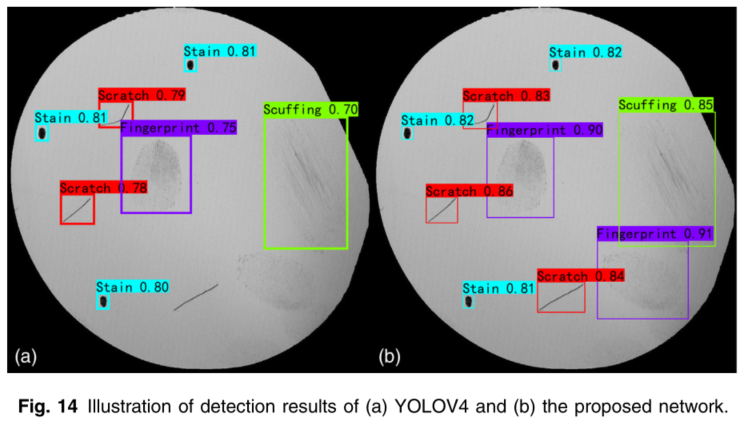 Stain 0.81
Scratch 0.79
Stain 0.81
Fingerprint 0.75
Scuffing 0.70
Scratch 0.78
Stain 0.80
(a)
Stain 0.82
Scratch 0.83
Scuffing 0.85
Stain 0.82
Fingerprint 0.90
Scratch 0.86
Fingerprint 0.91
Scratch 0.84
Stain 0.81
(b)
Fig. 14 Illustration of detection results of (a) YOLOV4 and (b) the proposed network.